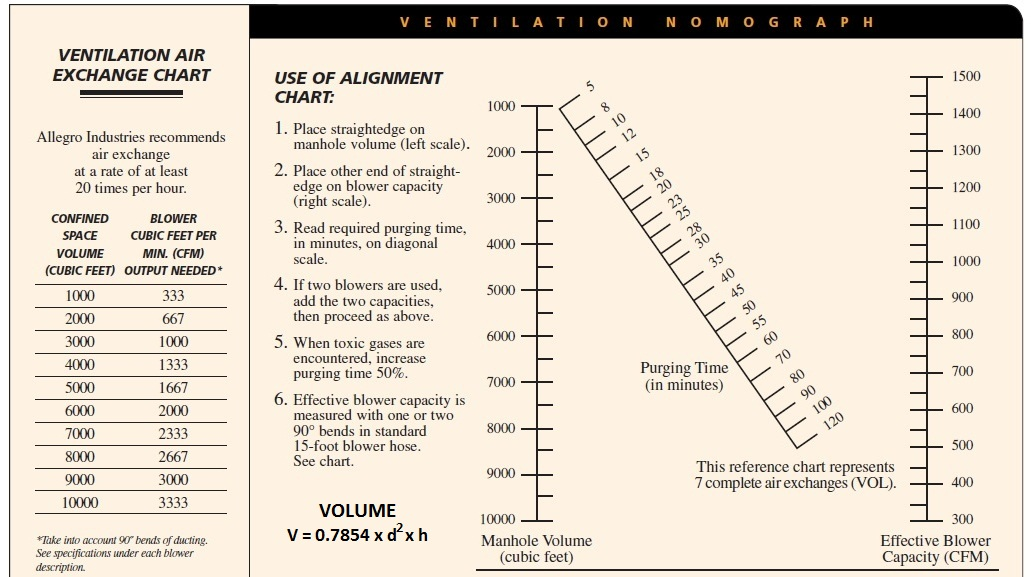 VENTILATION NOMOGRAPH
VENTILATION AIR
EXCHANGE CHART
Allegro Industries recommends
air exchange
at a rate of at least
20 times per hour.
CONFINED BLOWER
SPACE CUBIC FEET PER
VOLUME MIN. (CFM)
(CUBIC FEET) OUTPUT NEEDED*
1000 333
2000 667
3000 1000
4000 1333
5000 1667
6000 2000
7000 2333
8000 2667
9000 3000
10000 3333
*Take into account 90° bends of ducting.
See specifications under each blower
description.
USE OF ALIGNMENT
CHART:
1. Place straightedge on
manhole volume (left scale).
2. Place other end of straight-
edge on blower capacity
(right scale).
3. Read required purging time,
in minutes, on diagonal
scale.
4. If two blowers are used,
add the two capacities,
then proceed as above.
5. When toxic gases are
encountered, increase
purging time 50%.
6. Effective blower capacity is
measured with one or two
90° bends in standard
15-foot blower hose.
See chart.
VOLUME
V = 0.7854 x d² x h
1000
2000
3000
4000
5000
6000
7000
8000
9000
10000
Manhole Volume
(cubic feet)
5
8
10
12
15
18
20
23
25
28
30
35
40
45
50
55
60
70
80
90
100
120
Purging Time
(in minutes)
This reference chart represents
7 complete air exchanges (VOL).
1500
1400
1300
1200
1100
1000
900
800
700
600
500
400
300
Effective Blower
Capacity (CFM)